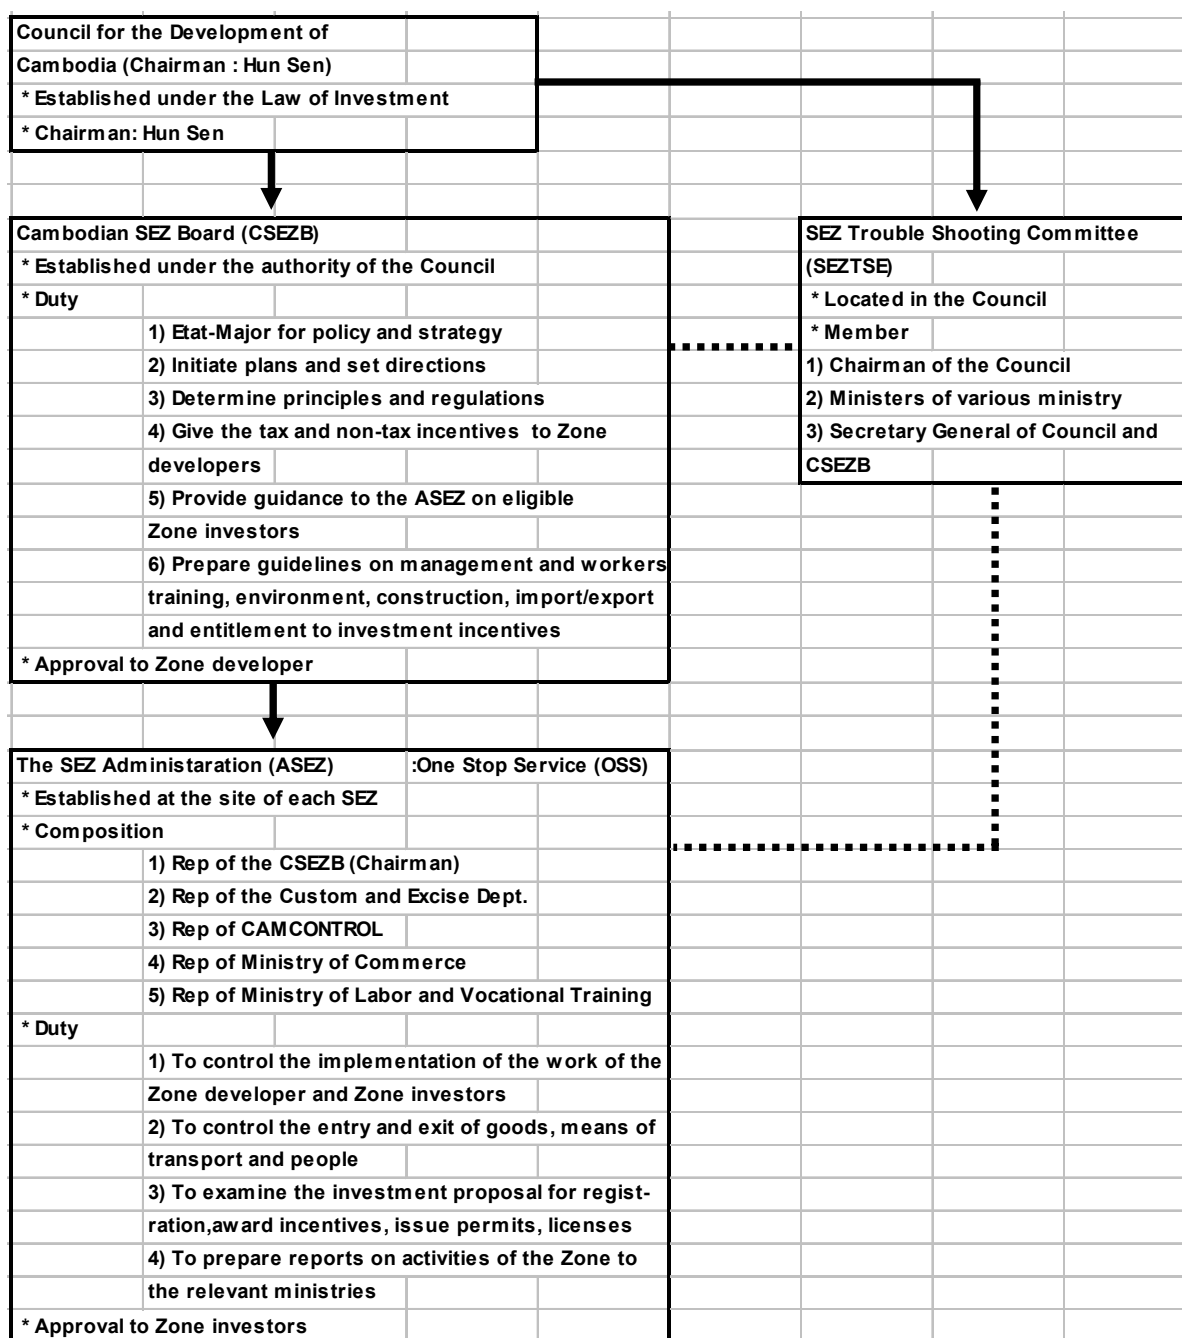 Council for the Development of
Cambodia (Chairman : Hun Sen)
* Established under the Law of Investment
* Chairman: Hun Sen
Cambodian SEZ Board (CSEZB)
* Established under the authority of the Council
* Duty
1) Etat-Major for policy and strategy
2) Initiate plans and set directions
3) Determine principles and regulations
4) Give the tax and non-tax incentives to Zone
developers
5) Provide guidance to the ASEZ on eligible
Zone investors
6) Prepare guidelines on management and workers
training, environment, construction, import/export
and entitlement to investment incentives
* Approval to Zone developer
SEZ Trouble Shooting Committee
(SEZTSE)
* Located in the Council
* Member
1) Chairman of the Council
2) Ministers of various ministry
3) Secretary General of Council and
CSEZB
The SEZ Administaration (ASEZ) :One Stop Service (OSS)
* Established at the site of each SEZ
* Composition
1) Rep of the CSEZB (Chairman)
2) Rep of the Custom and Excise Dept.
3) Rep of CAMCONTROL
4) Rep of Ministry of Commerce
5) Rep of Ministry of Labor and Vocational Training
* Duty
1) To control the implementation of the work of the
Zone developer and Zone investors
2) To control the entry and exit of goods, means of
transport and people
3) To examine the investment proposal for regist-
ration,award incentives, issue permits, licenses
4) To prepare reports on activities of the Zone to
the relevant ministries
* Approval to Zone investors